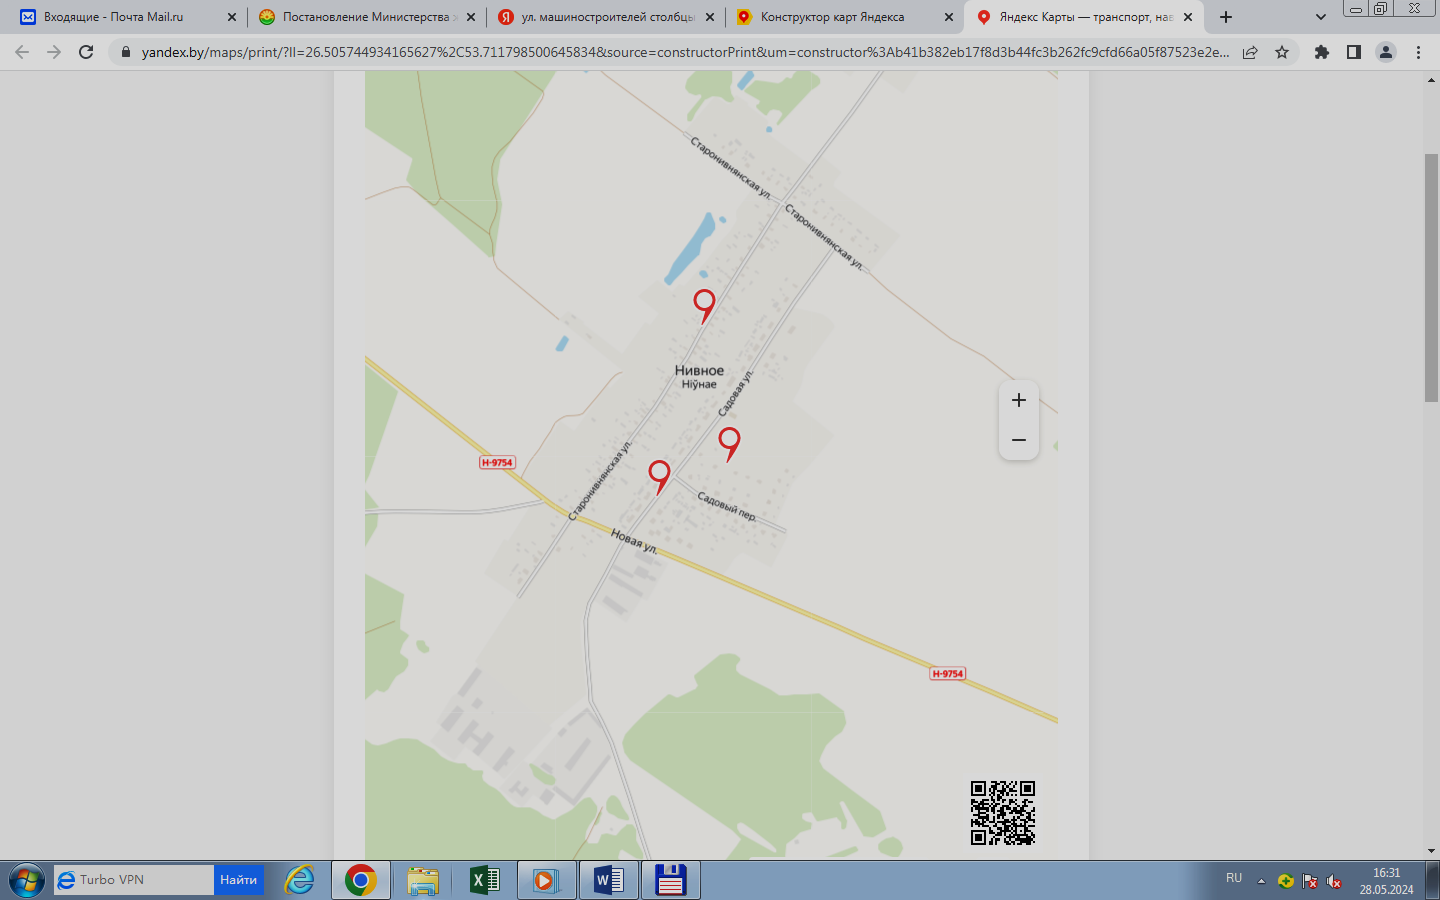 Входящие - Почта Mail.ru
Постановление Министерства
ул. машиностроителей столбцы
Конструктор карт Яндекса
Яндекс Карты — транспорт, нав
yandex.by/maps/print/?ll=26.505744934165627%2C53.711798500645834&source=constructorPrint&um=constructor%3Ab41b382eb17f8d3b44fc3b262fc9cfd66a05f87523e2e...
Старонивнянская ул.
Старонивнянская ул.
Нивное
Ніўнае
Садовая ул.
+
−
Старонивнянская ул.
Н-9754
Садовый пер.
Новая ул.
Н-9754
Turbo VPN
Найти
RU
16:31
28.05.2024